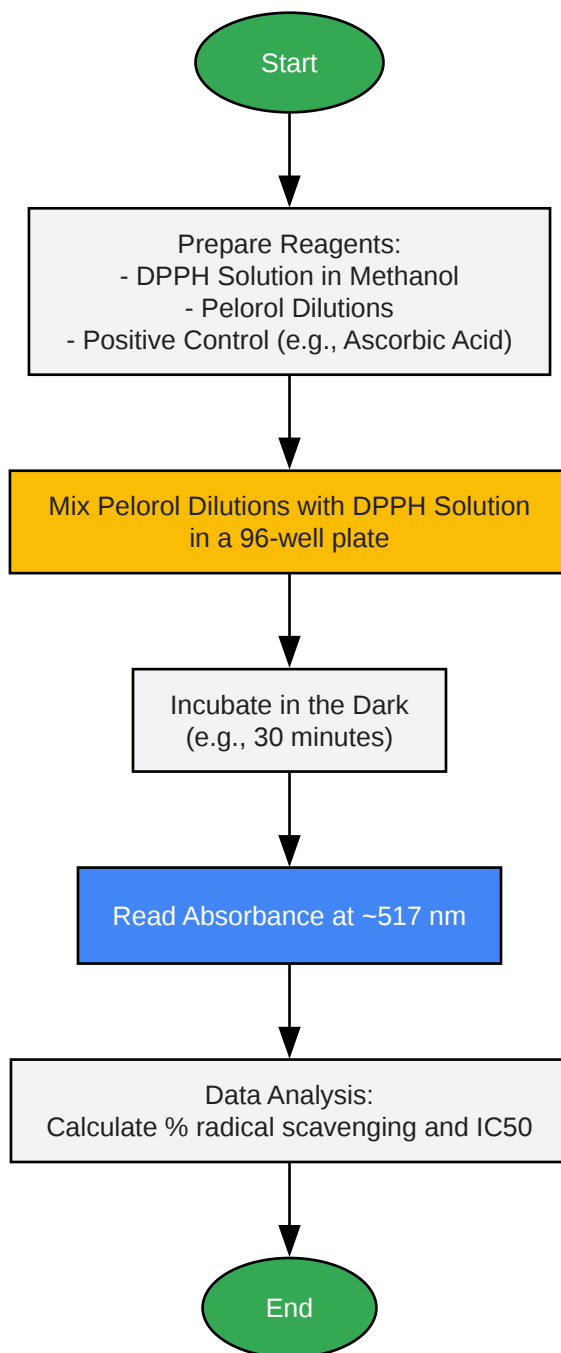 Start
Prepare Reagents:
- DPPH Solution in Methanol
- Pelorol Dilutions
- Positive Control (e.g., Ascorbic Acid)
Mix Pelorol Dilutions with DPPH Solution
in a 96-well plate
Incubate in the Dark
(e.g., 30 minutes)
Read Absorbance at ~517 nm
Data Analysis:
Calculate % radical scavenging and IC50
End